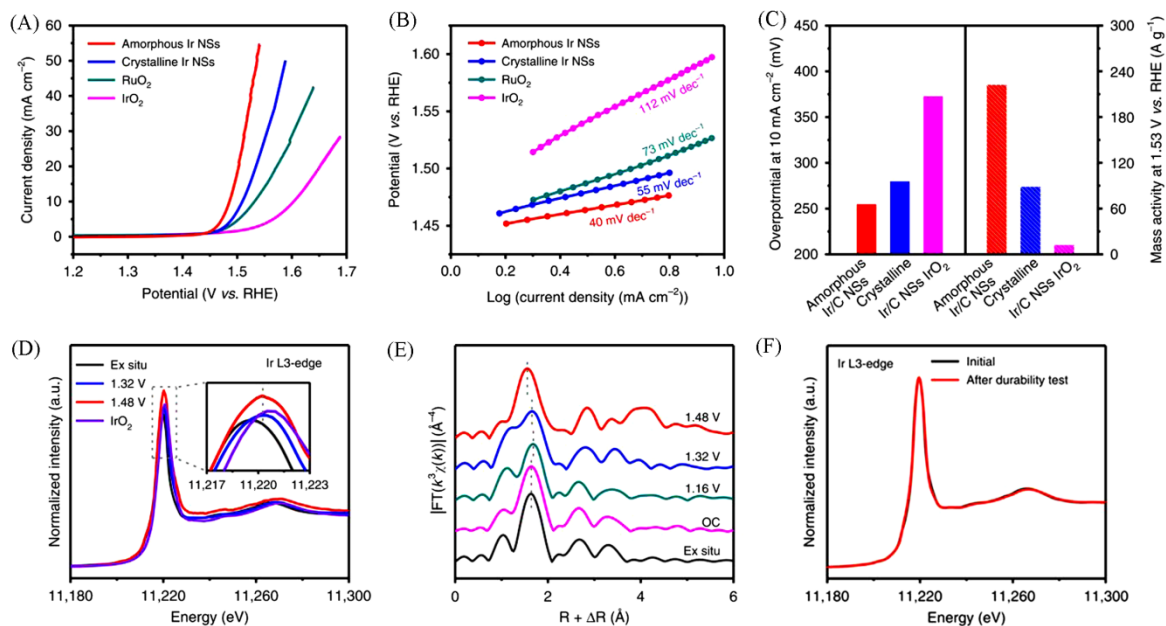 (A)
Current density (mA cm⁻²)
60
50
40
30
20
10
0
Amorphous Ir NSs
Crystalline Ir NSs
RuO₂
IrO₂
1.2 1.3 1.4 1.5 1.6 1.7
Potential (V vs. RHE)
(B)
Potential (V vs. RHE)
1.60
1.55
1.50
1.45
Amorphous Ir NSs
Crystalline Ir NSs
RuO₂
IrO₂
112 mV dec⁻¹
73 mV dec⁻¹
55 mV dec⁻¹
40 mV dec⁻¹
0.0 0.2 0.4 0.6 0.8 1.0
Log (current density (mA cm⁻²))
(C)
Overpotential at 10 mA cm⁻² (mV)
450
400
350
300
250
200
300
240
180
120
60
0
Mass activity at 1.53 V vs. RHE (A g⁻¹)
Amorphous
Ir/C NSs
Crystalline
Ir/C NSs
IrO₂
Amorphous
Ir/C NSs
Crystalline
Ir/C NSs
IrO₂
(D)
Normalized intensity (a.u.)
Ex situ
1.32 V
1.48 V
IrO₂
Ir L3-edge
11,217 11,220 11,223
11,180 11,220 11,260 11,300
Energy (eV)
(E)
|FT(k³χ(k))| (Å⁻⁴)
1.48 V
1.32 V
1.16 V
OC
Ex situ
0 2 4 6
R + ΔR (Å)
(F)
Normalized intensity (a.u.)
Ir L3-edge
Initial
After durability test
11,180 11,220 11,260 11,300
Energy (eV)